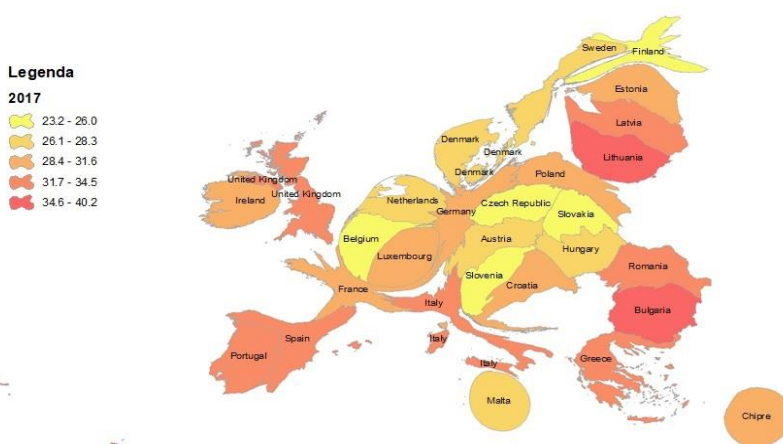 Legenda
2017
23.2 - 26.0
26.1 - 28.3
28.4 - 31.6
31.7 - 34.5
34.6 - 40.2
Sweden
Finland
Estonia
Latvia
Lithuania
Denmark
Denmark
Denmark
Poland
United Kingdom
United Kingdom
Ireland
Netherlands
Germany
Czech Republic
Slovakia
Belgium
Luxembourg
Austria
Hungary
Slovenia
Croatia
France
Romania
Italy
Bulgaria
Spain
Portugal
Italy
Italy
Greece
Malta
Chipre